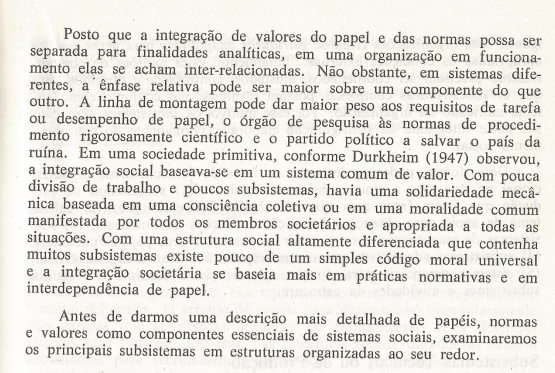 Posto que a integração de valores do papel e das normas possa ser
separada para finalidades analíticas, em uma organização em funciona-
mento elas se acham inter-relacionadas. Não obstante, em sistemas dife-
rentes, a ênfase relativa pode ser maior sobre um componente do que
outro. A linha de montagem pode dar maior peso aos requisitos de tarefa
ou desempenho de papel, o órgão de pesquisa às normas de procedi-
mento rigorosamente científico e o partido político a salvar o país da
ruína. Em uma sociedade primitiva, conforme Durkheim (1947) observou,
a integração social baseava-se em um sistema comum de valor. Com pouca
divisão de trabalho e poucos subsistemas, havia uma solidariedade mecâ-
nica baseada em uma consciência coletiva ou em uma moralidade comum
manifestada por todos os membros societários e apropriada a todas as
situações. Com uma estrutura social altamente diferenciada que contenha
muitos subsistemas existe pouco de um simples código moral universal
e a integração societária se baseia mais em práticas normativas e em
interdependência de papel.
Antes de darmos uma descrição mais detalhada de papéis, normas
e valores como componentes essenciais de sistemas sociais, examinaremos
os principais subsistemas em estruturas organizadas ao seu redor.